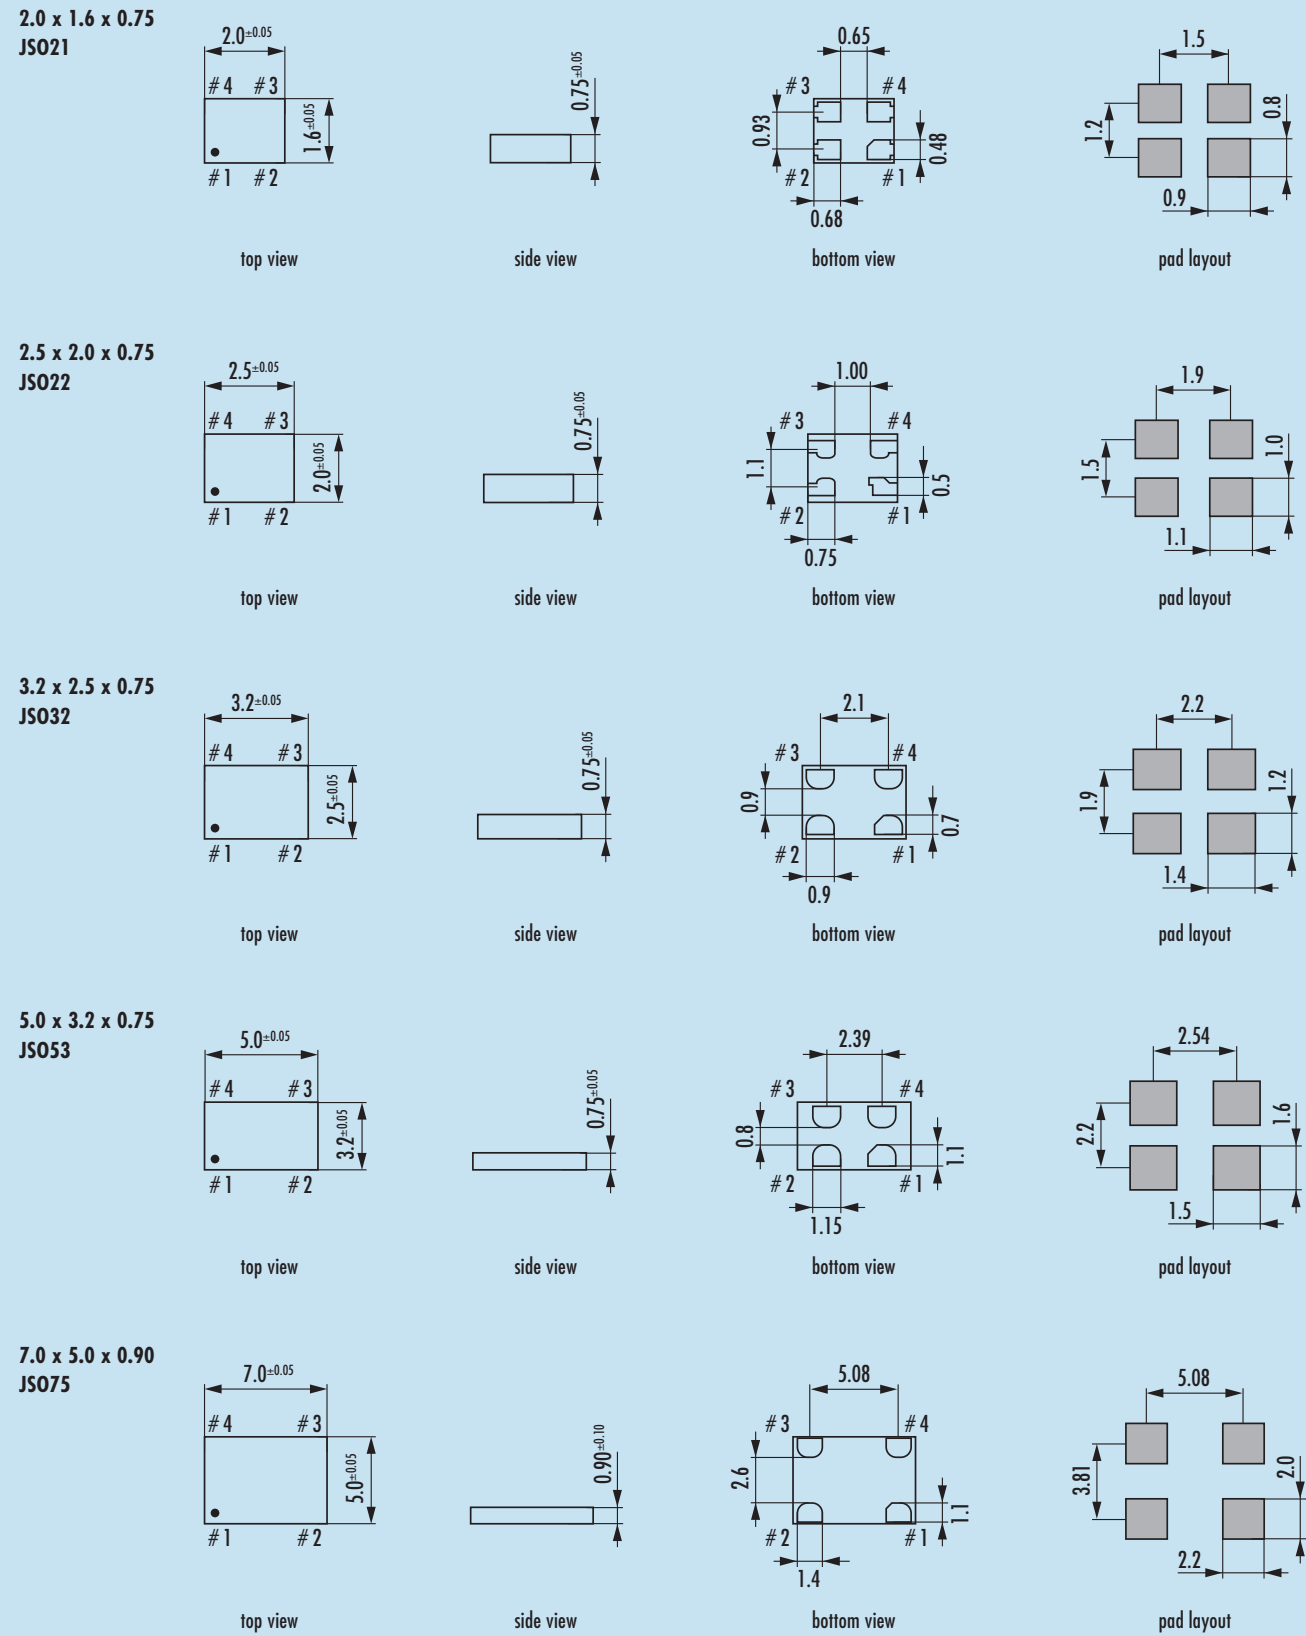 2.0 x 1.6 x 0.75
JSO21
2.0±0.05
#4 #3
1.6±0.05
#1 #2
top view
0.75±0.05
side view
0.65
#3 #4
0.93
0.48
#2 #1
0.68
bottom view
1.5
1.2
0.8
0.9
pad layout
2.5 x 2.0 x 0.75
JSO22
2.5±0.05
#4 #3
2.0±0.05
#1 #2
top view
0.75±0.05
side view
1.00
#3 #4
1.1
0.5
#2 #1
0.75
bottom view
1.9
1.5
1.0
1.1
pad layout
3.2 x 2.5 x 0.75
JSO32
3.2±0.05
#4 #3
2.5±0.05
#1 #2
top view
0.75±0.05
side view
2.1
#3 #4
0.9
0.7
#2 #1
0.9
bottom view
2.2
1.9
1.2
1.4
pad layout
5.0 x 3.2 x 0.75
JSO53
5.0±0.05
#4 #3
3.2±0.05
#1 #2
top view
0.75±0.05
side view
2.39
#3 #4
0.8
1.1
#2 #1
1.15
bottom view
2.54
2.2
1.6
1.5
pad layout
7.0 x 5.0 x 0.90
JSO75
7.0±0.05
#4 #3
5.0±0.05
#1 #2
top view
0.90±0.10
side view
5.08
#3 #4
2.6
1.1
#2 #1
1.4
bottom view
5.08
3.81
2.0
2.2
pad layout